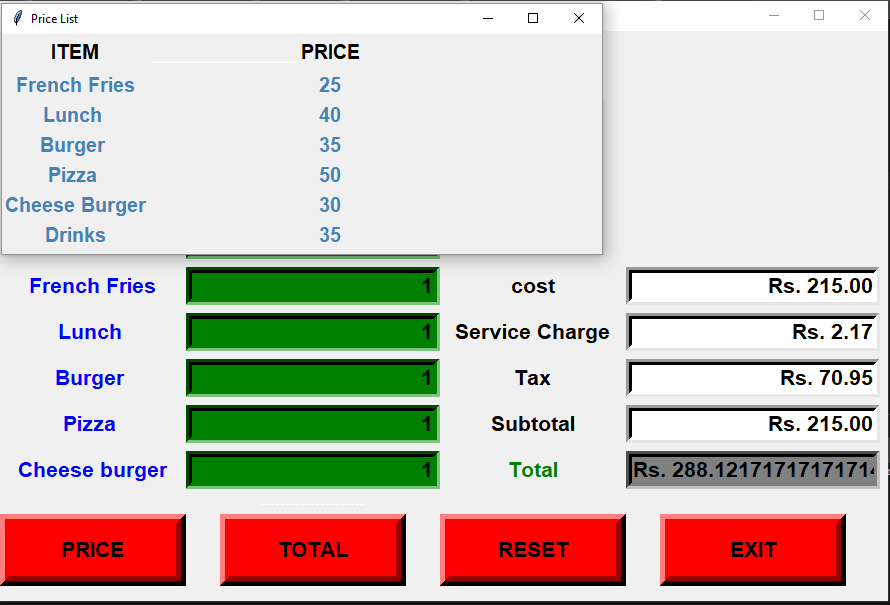 Price List
ITEM PRICE
French Fries 25
Lunch 40
Burger 35
Pizza 50
Cheese Burger 30
Drinks 35
French Fries 1 cost Rs. 215.00
Lunch 1 Service Charge Rs. 2.17
Burger 1 Tax Rs. 70.95
Pizza 1 Subtotal Rs. 215.00
Cheese burger 1 Total Rs. 288.1217171717171
PRICE TOTAL RESET EXIT